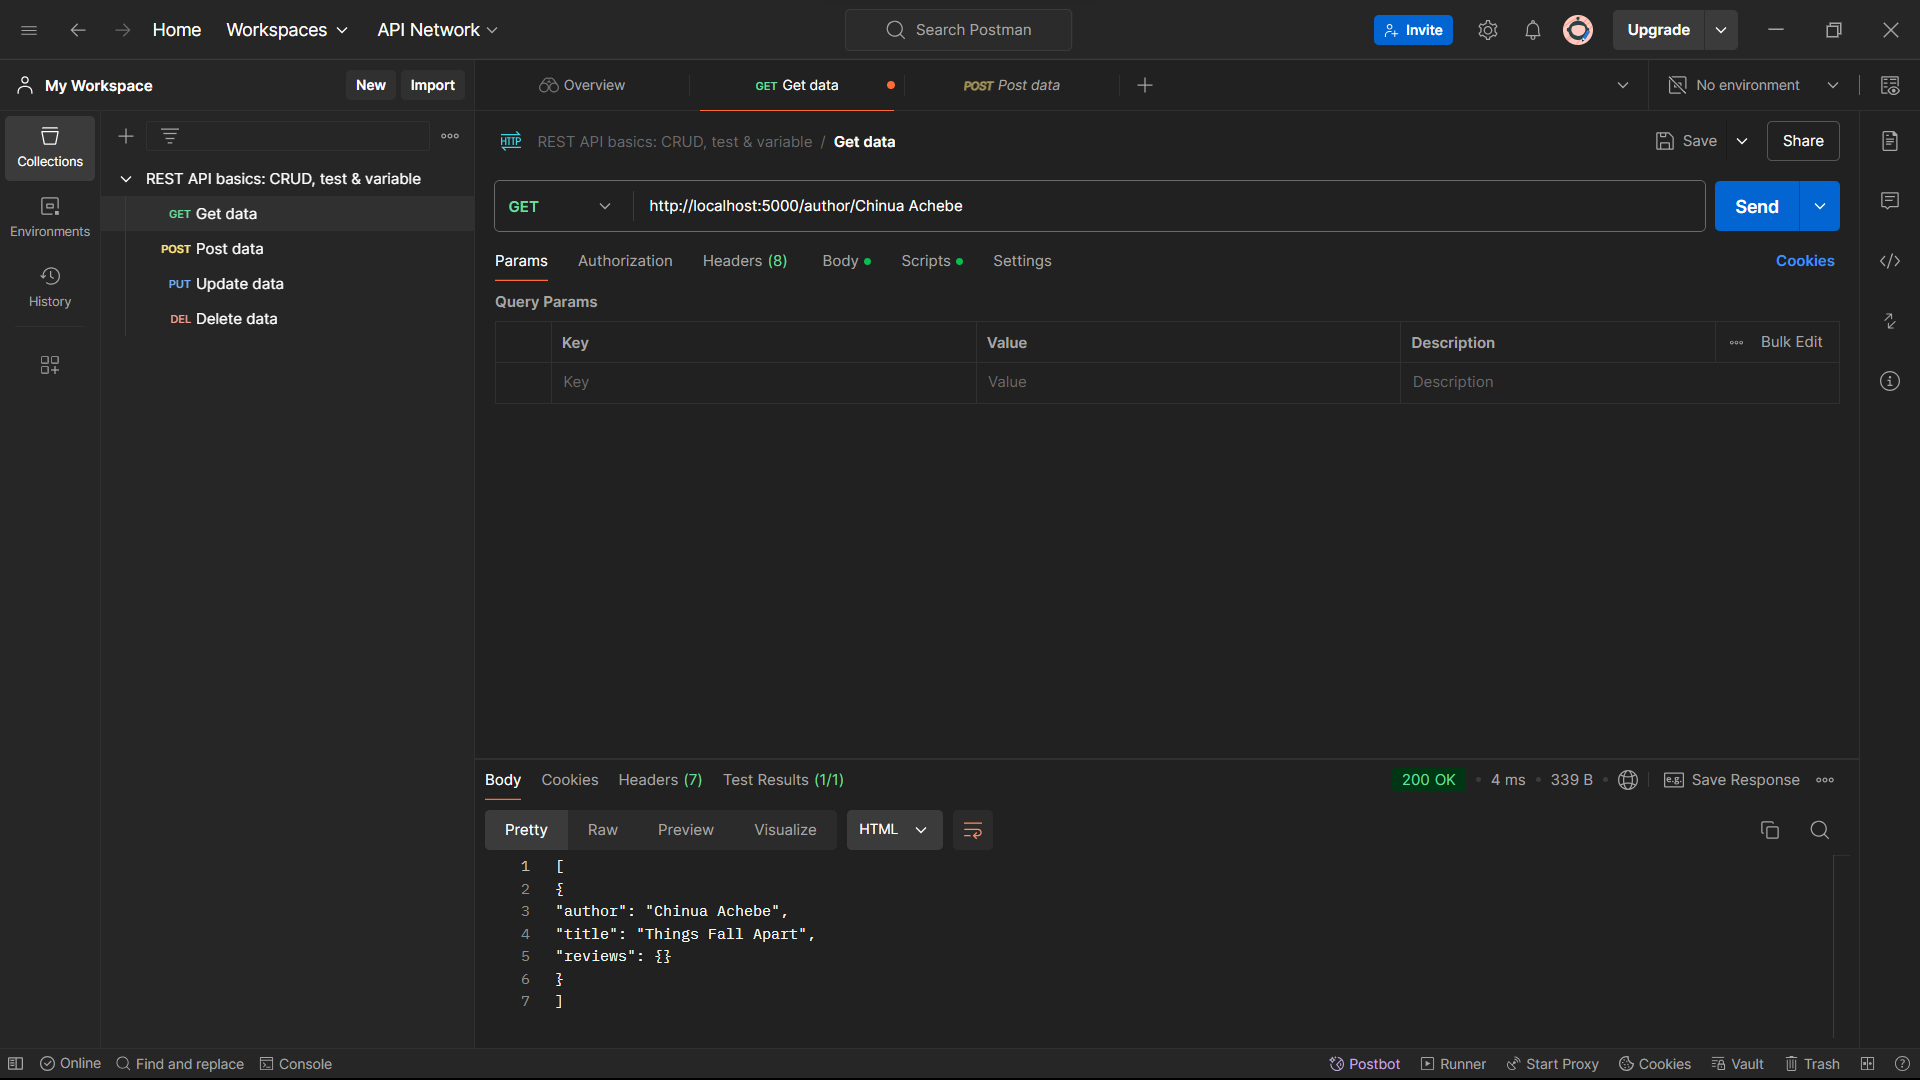 Home Workspaces API Network Search Postman Invite Upgrade
My Workspace New Import Overview GET Get data POST Post data No environment
Collections
Environments
History
REST API basics: CRUD, test & variable
GET Get data
POST Post data
PUT Update data
DEL Delete data
HTTP REST API basics: CRUD, test & variable / Get data Save Share
GET http://localhost:5000/author/Chinua Achebe Send
Params Authorization Headers (8) Body Scripts Settings Cookies
Query Params
Key Value Description Bulk Edit
Key Value Description
Body Cookies Headers (7) Test Results (1/1) 200 OK 4 ms 339 B e.g. Save Response
Pretty Raw Preview Visualize HTML
1 [
2 {
3 "author": "Chinua Achebe",
4 "title": "Things Fall Apart",
5 "reviews": {}
6 }
7 ]
Online Find and replace Console Postbot Runner Start Proxy Cookies Vault Trash